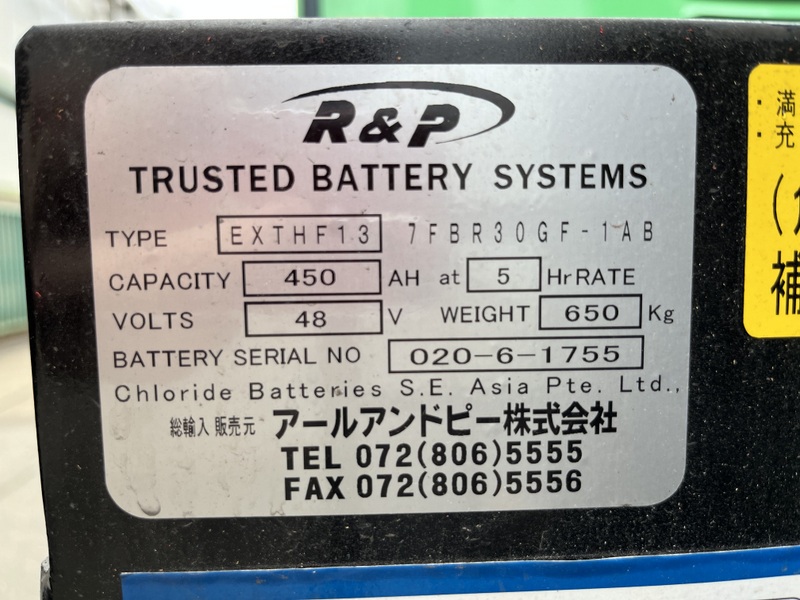 R&P
TRUSTED BATTERY SYSTEMS
TYPE EXTHF13 7FBR30GF-1AB
CAPACITY 450 AH at 5 HrRATE
VOLTS 48 V WEIGHT 650 Kg
BATTERY SERIAL NO 020-6-1755
Chloride Batteries S.E. Asia Pte. Ltd.,
総輸入 販売元 アールアンドピー株式会社
TEL 072(806)5555
FAX 072(806)5556
・満
・充
補